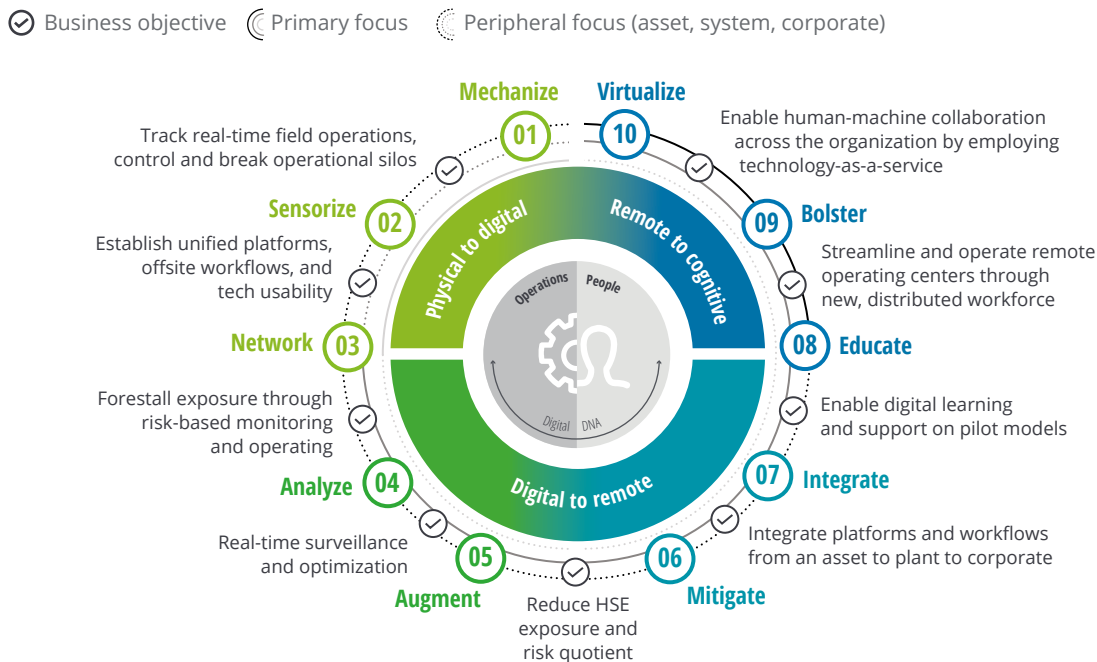 Business objective
Primary focus
Peripheral focus (asset, system, corporate)
Mechanize
01
Track real-time field operations,
control and break operational silos
Sensorize
02
Establish unified platforms,
offsite workflows, and
tech usability
Network
03
Forestall exposure through
risk-based monitoring
and operating
Analyze
04
Real-time surveillance
and optimization
Augment
05
Reduce HSE
exposure and
risk quotient
06
Mitigate
Integrate platforms and workflows
from an asset to plant to corporate
07
Integrate
Enable digital learning
and support on pilot models
08
Educate
Streamline and operate remote
operating centers through
new, distributed workforce
09
Bolster
Enable human-machine collaboration
across the organization by employing
technology-as-a-service
Virtualize
10
Physical to digital
Remote to cognitive
Digital to remote
Operations
People
Digital
DNA